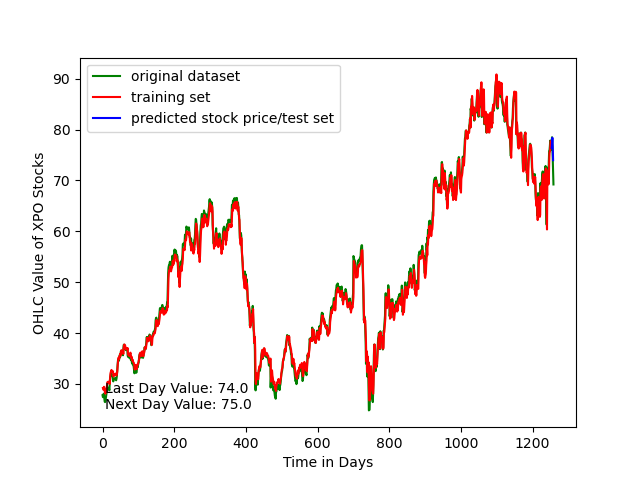 original dataset
training set
predicted stock price/test set
90
80
70
60
50
40
30
OHLC Value of XPO Stocks
Last Day Value: 74.0
Next Day Value: 75.0
0 200 400 600 800 1000 1200
Time in Days